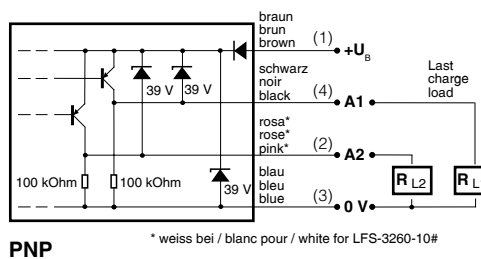 braun
brun
brown
(1)
+UB
schwarz
noir
black
(4)
A1
Last
charge
load
39 V
39 V
rosa*
rose*
pink*
(2)
A2
100 kOhm
100 kOhm
39 V
blau
bleu
blue
(3)
0 V
R L2
R L
* weiss bei / blanc pour / white for LFS-3260-10#
PNP